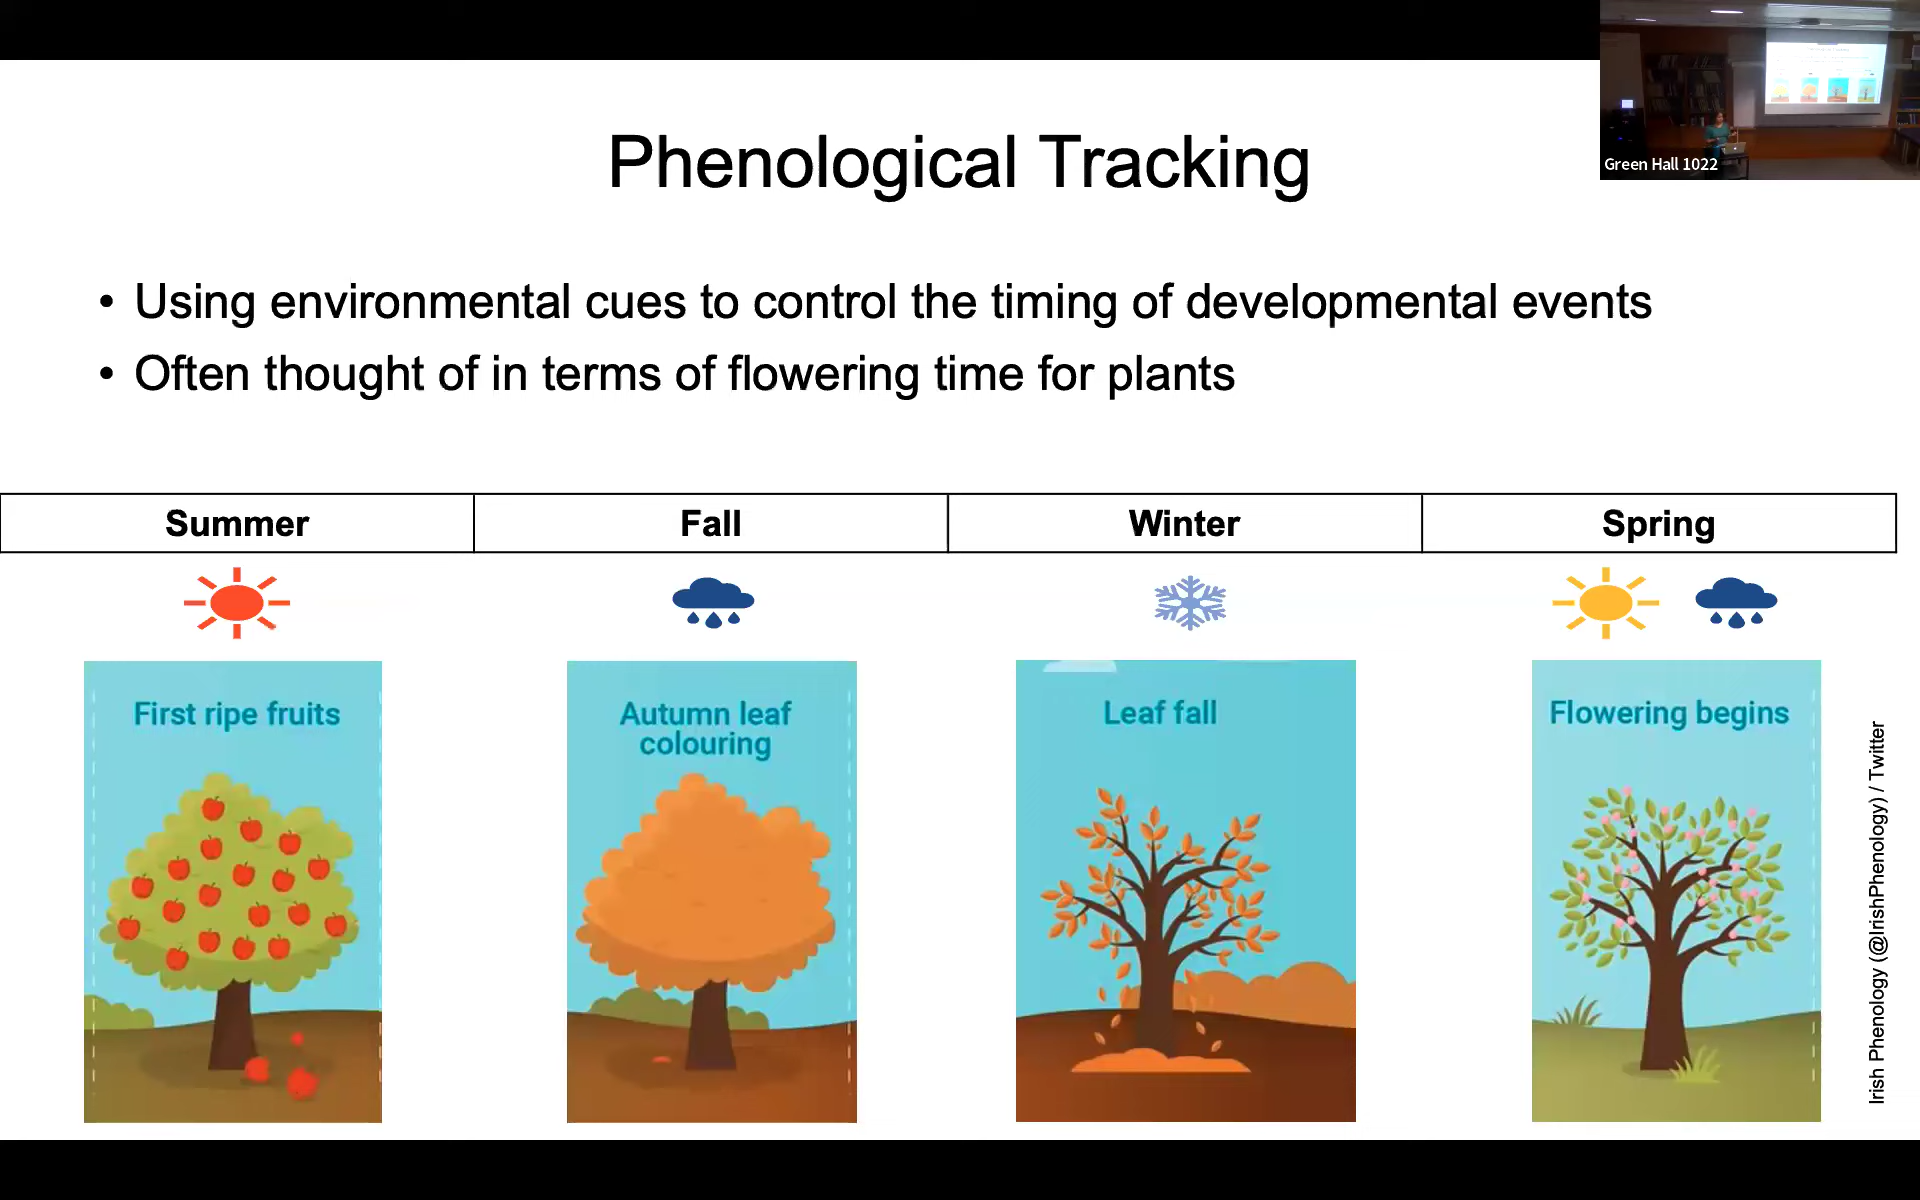 Green Hall 1022
Phenological Tracking
• Using environmental cues to control the timing of developmental events
• Often thought of in terms of flowering time for plants
Summer
Fall
Winter
Spring
First ripe fruits
Autumn leaf
colouring
Leaf fall
Flowering begins
Irish Phenology (@IrishPhenology) / Twitter